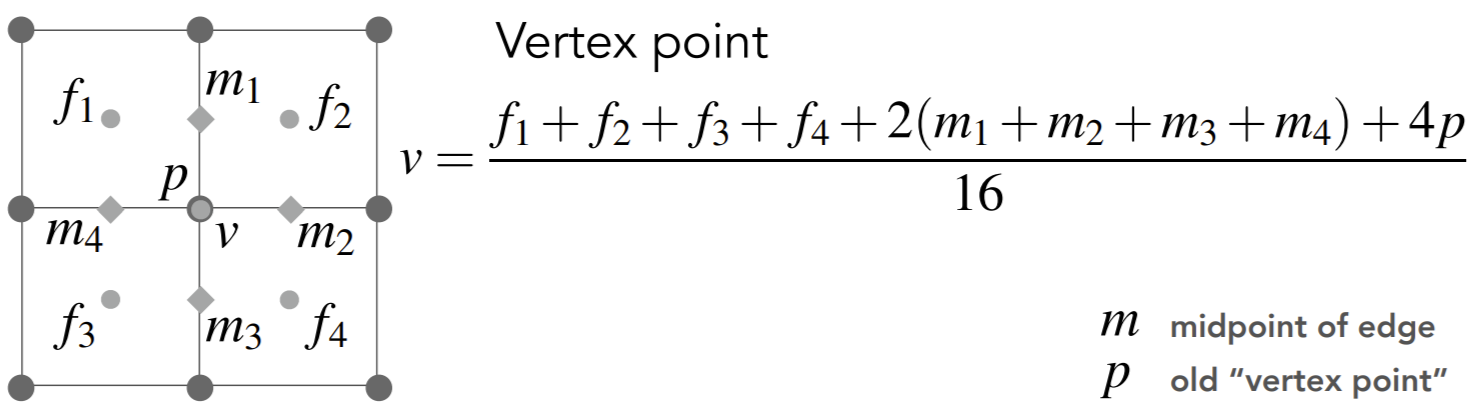 Vertex point
f₁ m₁ f₂
p
m₄ v m₂
f₃ m₃ f₄
v = (f₁ + f₂ + f₃ + f₄ + 2(m₁ + m₂ + m₃ + m₄) + 4p) / 16
m midpoint of edge
p old “vertex point”